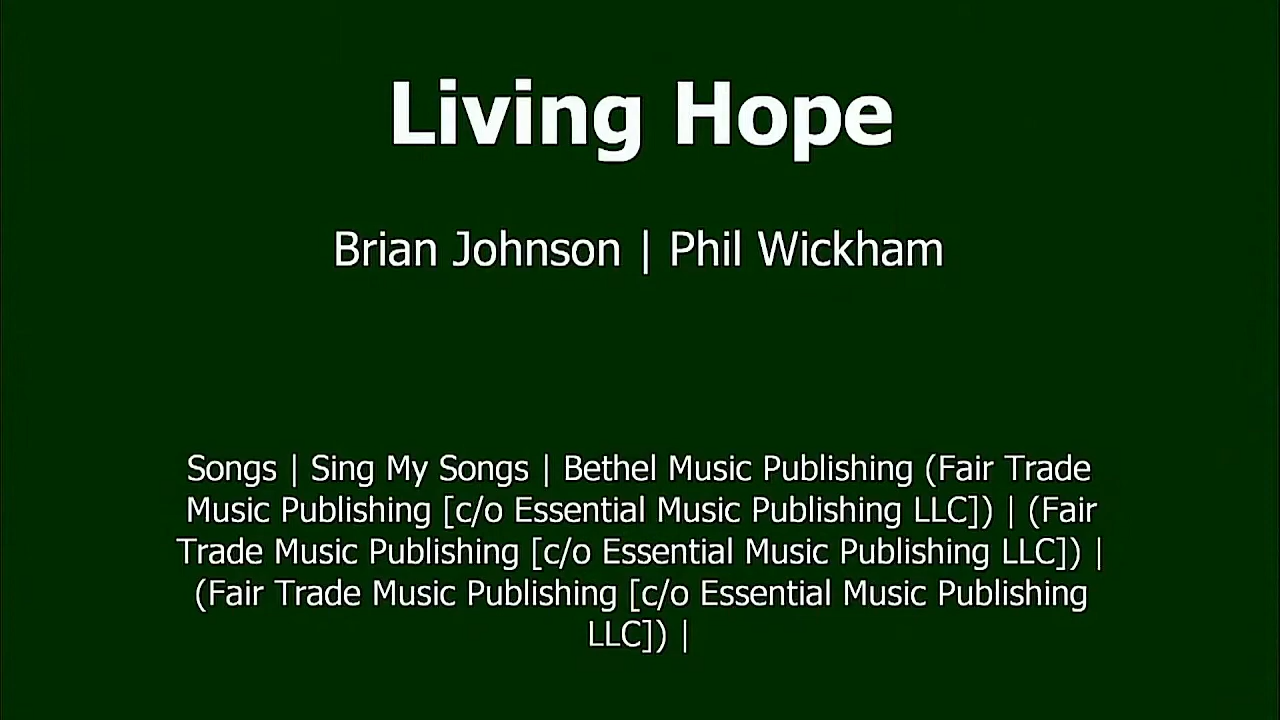 Living Hope
Brian Johnson | Phil Wickham
Songs | Sing My Songs | Bethel Music Publishing (Fair Trade
Music Publishing [c/o Essential Music Publishing LLC]) | (Fair
Trade Music Publishing [c/o Essential Music Publishing LLC]) |
(Fair Trade Music Publishing [c/o Essential Music Publishing
LLC]) |